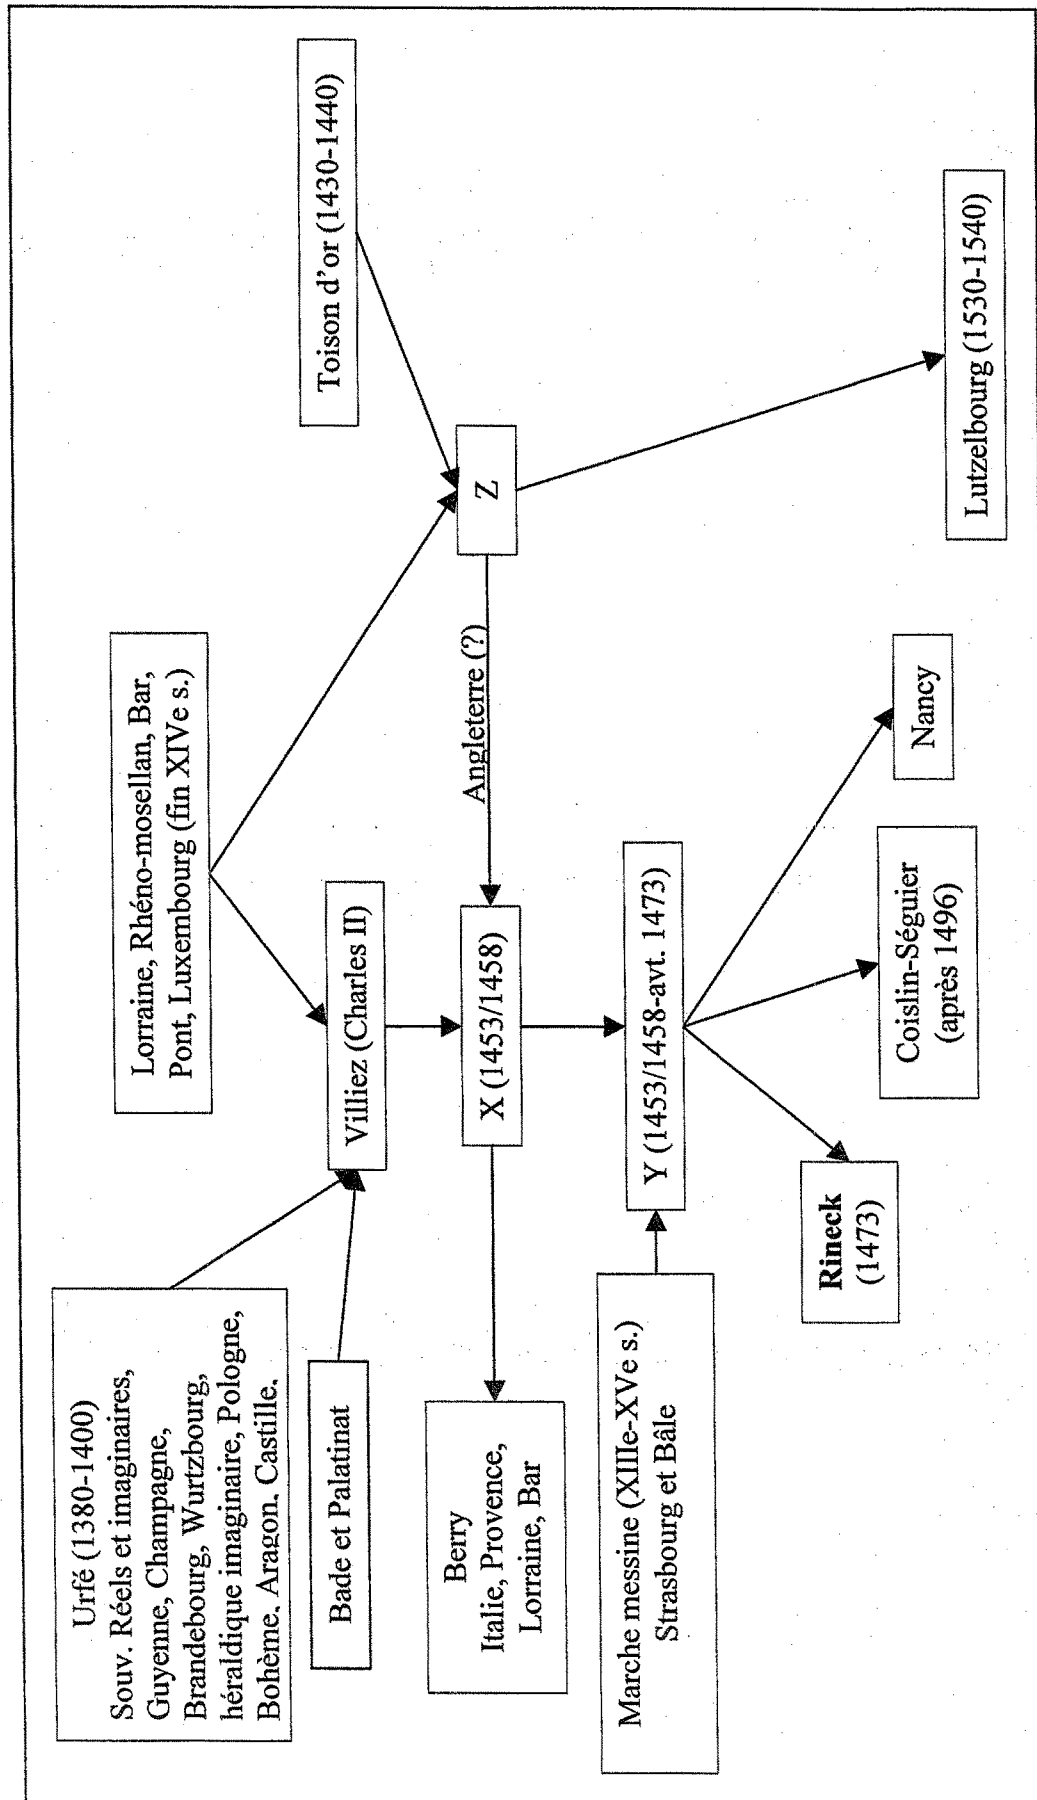 Urfé (1380-1400)
Souv. Réels et imaginaires,
Guyenne, Champagne,
Brandebourg, Wurtzbourg,
héraldique imaginaire, Pologne,
Bohème. Aragon. Castille.
Lorraine, Rhéno-mosellan, Bar,
Pont, Luxembourg (fin XIVe s.)
Toison d'or (1430-1440)
Bade et Palatinat
Villiez (Charles II)
Berry
Italie, Provence,
Lorraine, Bar
X (1453/1458)
Angleterre (?)
Z
Marche messine (XIIIe-XVe s.)
Strasbourg et Bâle
Y (1453/1458-avt. 1473)
Rineck
(1473)
Coislin-Séguier
(après 1496)
Nancy
Lutzelbourg (1530-1540)